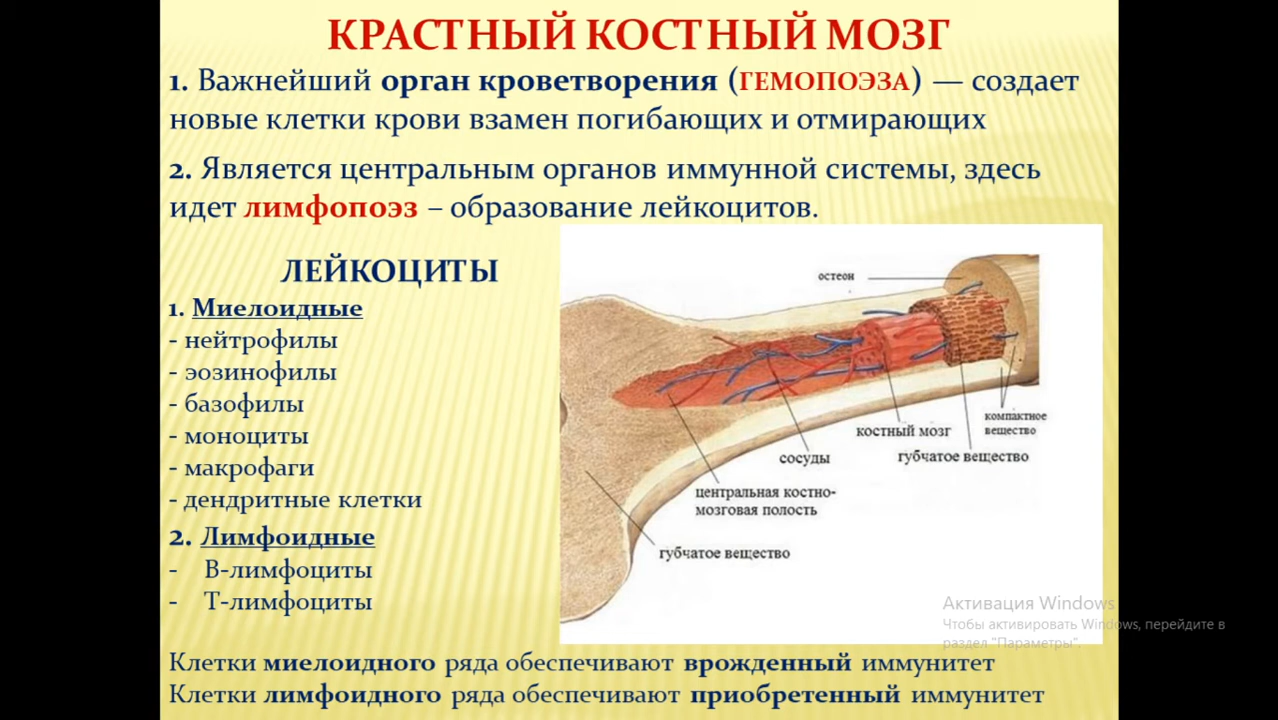 КРАСТНЫЙ КОСТНЫЙ МОЗГ
1. Важнейший орган кроветворения (ГЕМОПОЭЗА) — создает
новые клетки крови взамен погибающих и отмирающих
2. Является центральным органов иммунной системы, здесь
идет лимфопоэз – образование лейкоцитов.
ЛЕЙКОЦИТЫ
1. Миелоидные
- нейтрофилы
- эозинофилы
- базофилы
- моноциты
- макрофаги
- дендритные клетки
2. Лимфоидные
- В-лимфоциты
- Т-лимфоциты
остеон
компактное
вещество
костный мозг
губчатое вещество
сосуды
центральная костно-
мозговая полость
губчатое вещество
Активация Windows
Чтобы активировать Windows, перейдите в
раздел "Параметры".
Клетки миелоидного ряда обеспечивают врожденный иммунитет
Клетки лимфоидного ряда обеспечивают приобретенный иммунитет